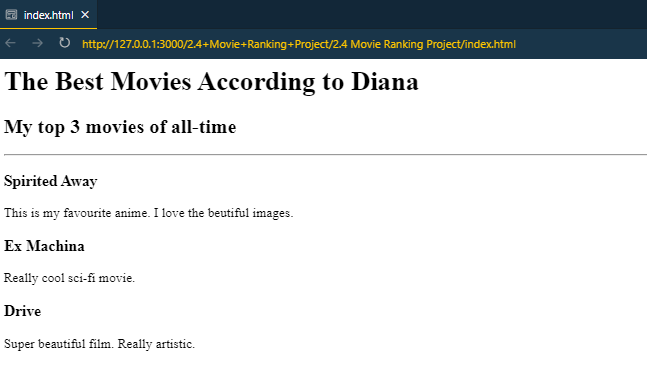 index.html
http://127.0.0.1:3000/2.4+Movie+Ranking+Project/2.4 Movie Ranking Project/index.html
The Best Movies According to Diana
My top 3 movies of all-time
Spirited Away
This is my favourite anime. I love the beutiful images.
Ex Machina
Really cool sci-fi movie.
Drive
Super beautiful film. Really artistic.